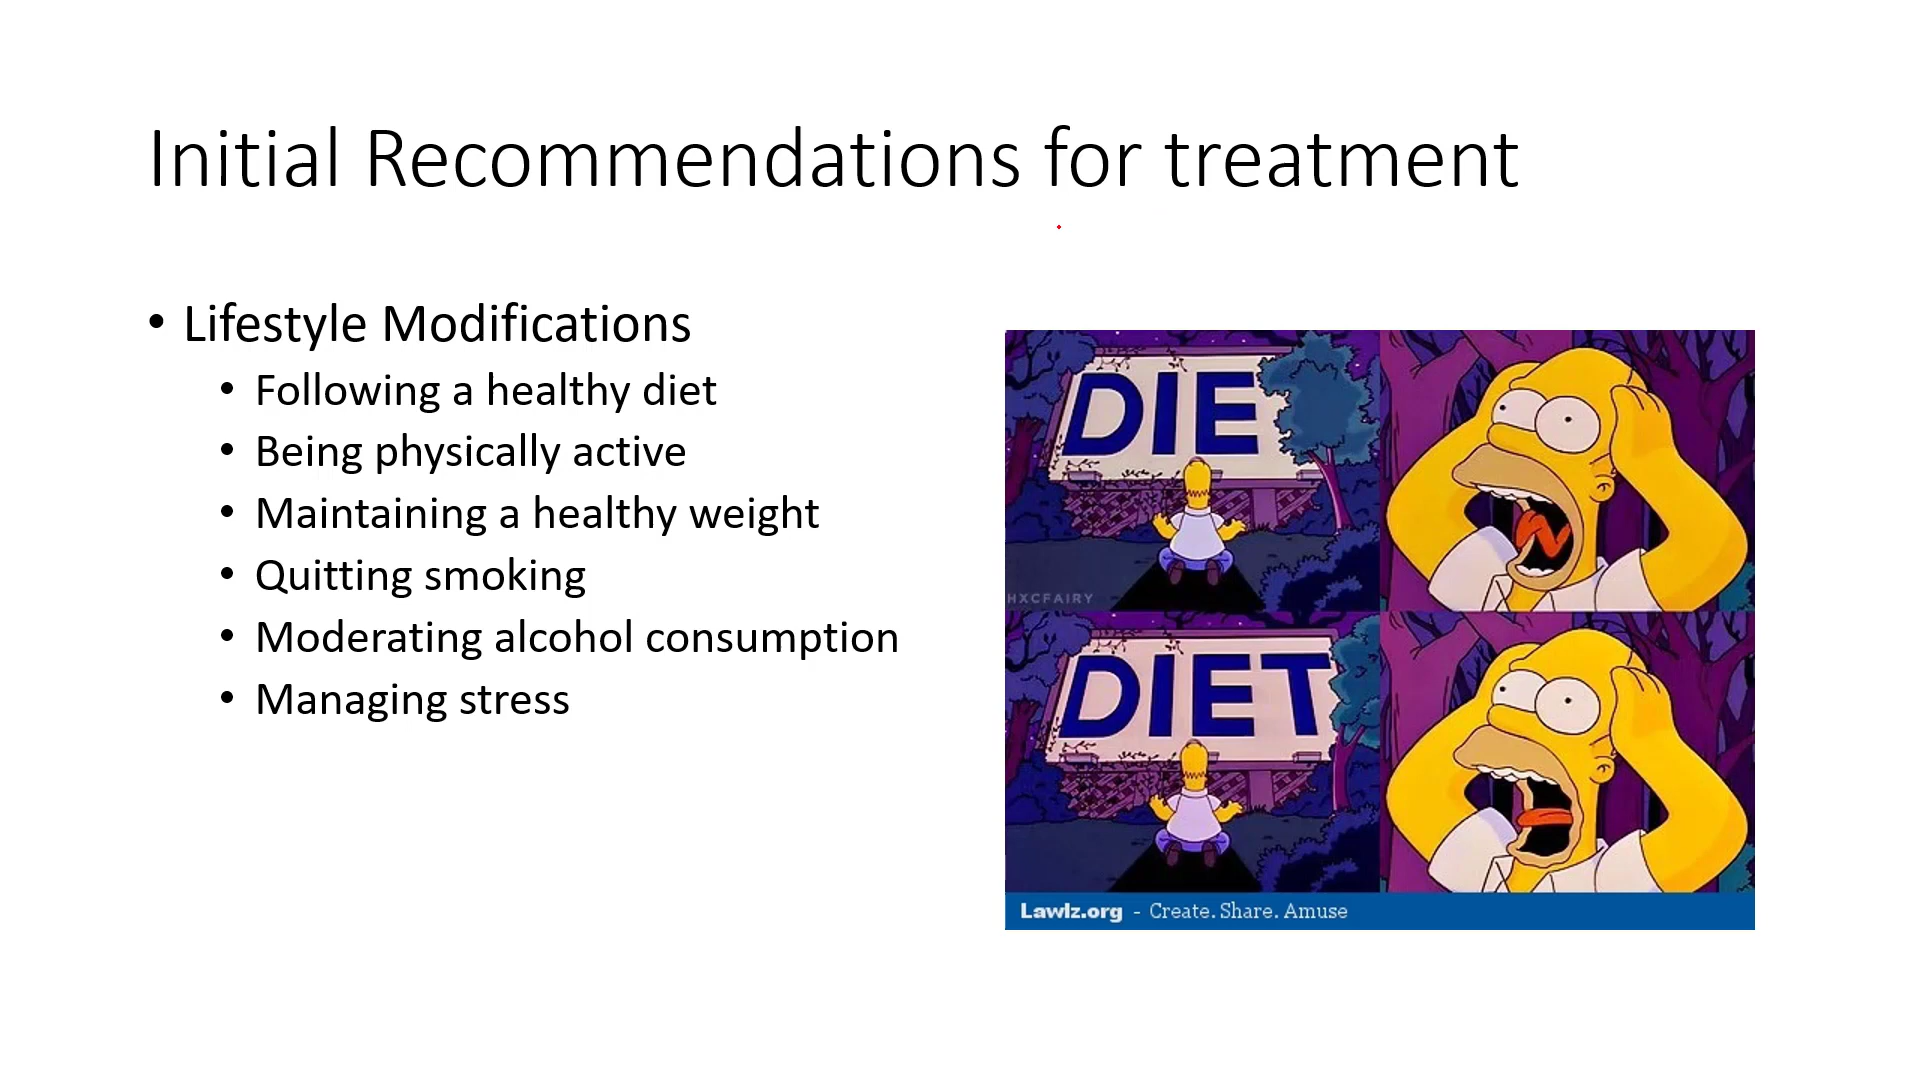 Initial Recommendations for treatment
• Lifestyle Modifications
• Following a healthy diet
• Being physically active
• Maintaining a healthy weight
• Quitting smoking
• Moderating alcohol consumption
• Managing stress
DIE
HXCFAIRY
DIET
Lawlz.org - Create. Share. Amuse